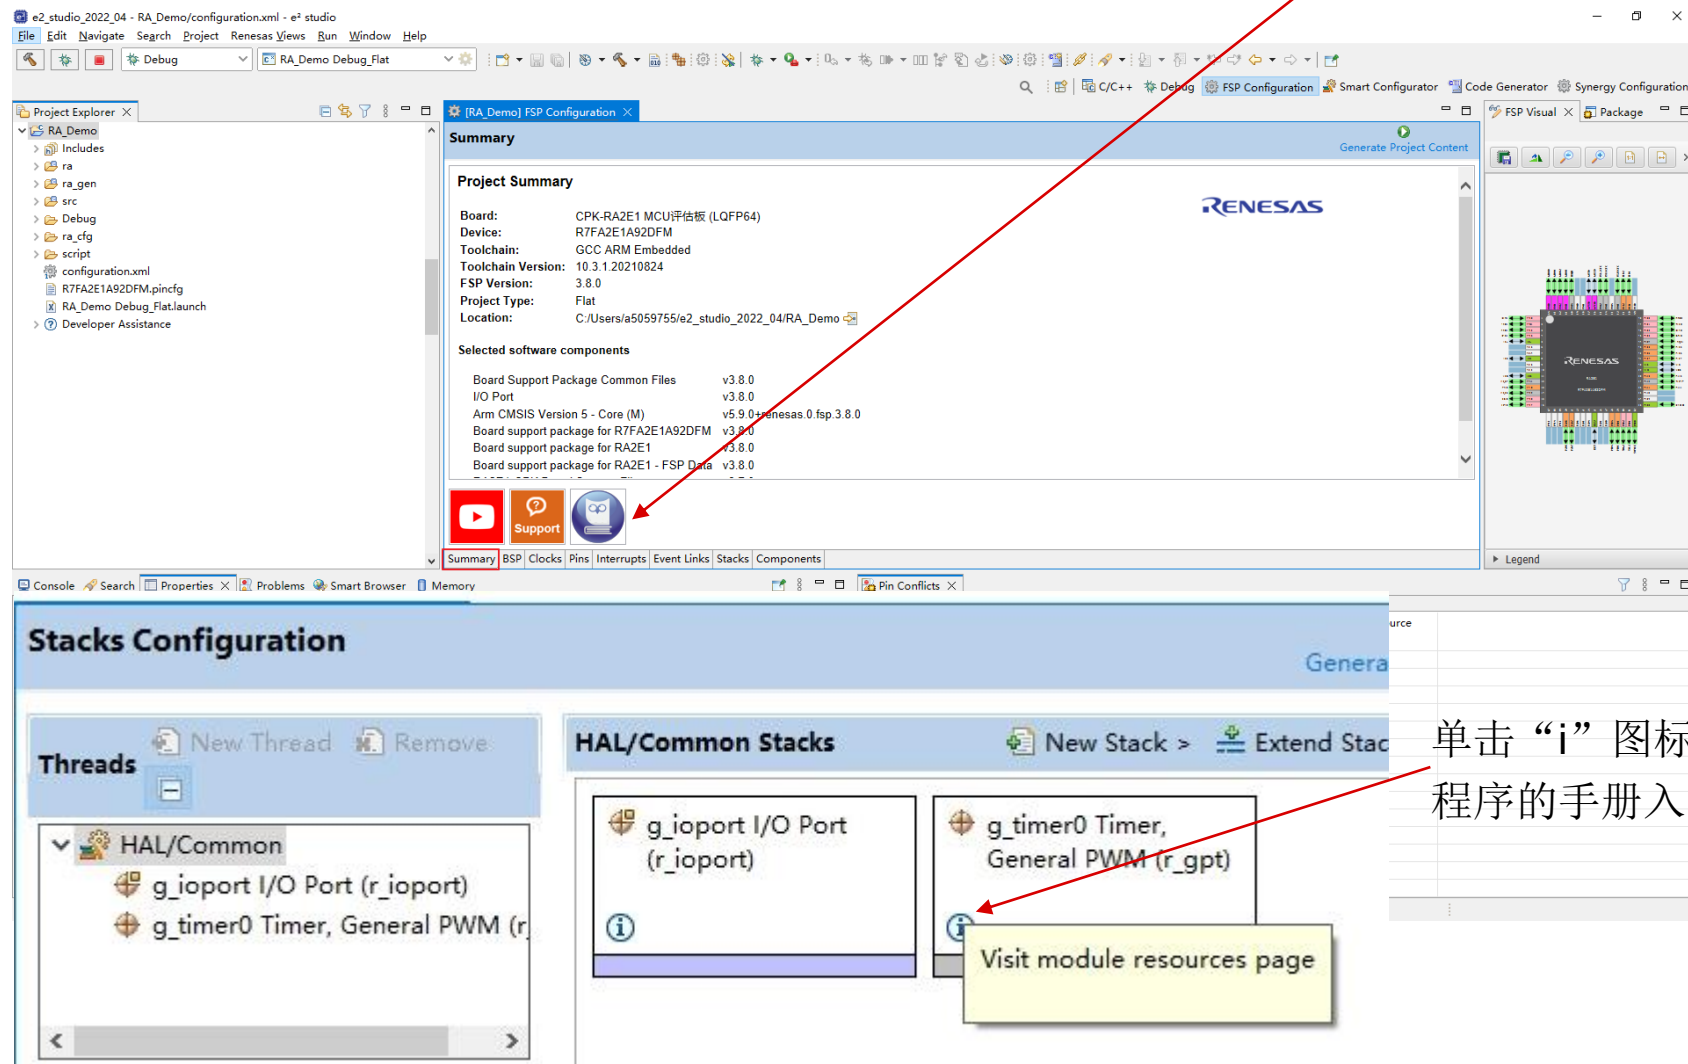 e2_studio_2022_04 - RA_Demo/configuration.xml - e² studio
File Edit Navigate Search Project Renesas Views Run Window Help
Debug
RA_Demo Debug_Flat
C/C++ Debug FSP Configuration Smart Configurator Code Generator Synergy Configuration
Project Explorer
[RA_Demo] FSP Configuration
FSP Visual Package
RA_Demo
Includes
ra
ra_gen
src
Debug
ra_cfg
script
configuration.xml
R7FA2E1A92DFM.pincfg
RA_Demo Debug_Flat.launch
Developer Assistance
Summary
Generate Project Content
Project Summary
RENESAS
Board: CPK-RA2E1 MCU评估板 (LQFP64)
Device: R7FA2E1A92DFM
Toolchain: GCC ARM Embedded
Toolchain Version: 10.3.1.20210824
FSP Version: 3.8.0
Project Type: Flat
Location: C:/Users/a5059755/e2_studio_2022_04/RA_Demo
Selected software components
Board Support Package Common Files v3.8.0
I/O Port v3.8.0
Arm CMSIS Version 5 - Core (M) v5.9.0+renesas.0.fsp.3.8.0
Board support package for R7FA2E1A92DFM v3.8.0
Board support package for RA2E1 v3.8.0
Board support package for RA2E1 - FSP Data v3.8.0
Support
Summary BSP Clocks Pins Interrupts Event Links Stacks Components
RENESAS
Legend
Console Search Properties Problems Smart Browser Memory
Pin Conflicts
urce
Stacks Configuration
Genera
Threads
New Thread Remove
HAL/Common Stacks
New Stack > Extend Stac
HAL/Common
g_ioport I/O Port (r_ioport)
g_timer0 Timer, General PWM (r_
g_ioport I/O Port
(r_ioport)
g_timer0 Timer,
General PWM (r_gpt)
Visit module resources page
单击“i”图标
程序的手册入